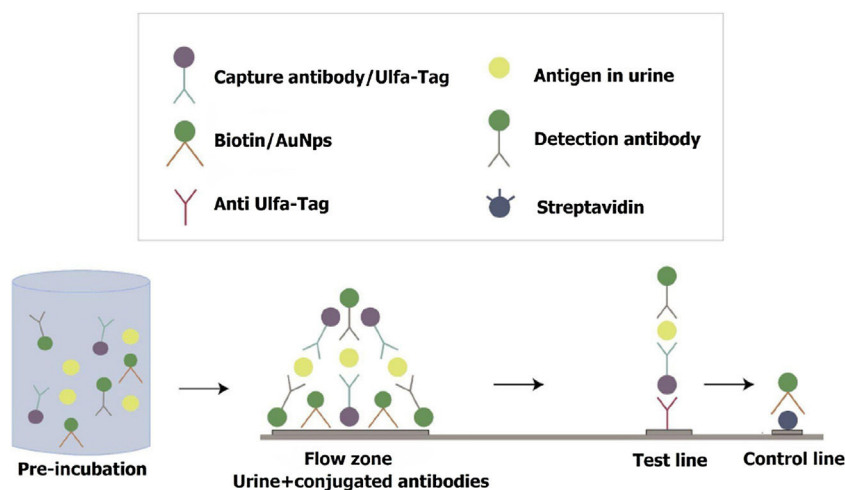 Capture antibody/Ulfa-Tag
Antigen in urine
Biotin/AuNps
Detection antibody
Anti Ulfa-Tag
Streptavidin
Pre-incubation
Flow zone
Urine+conjugated antibodies
Test line
Control line